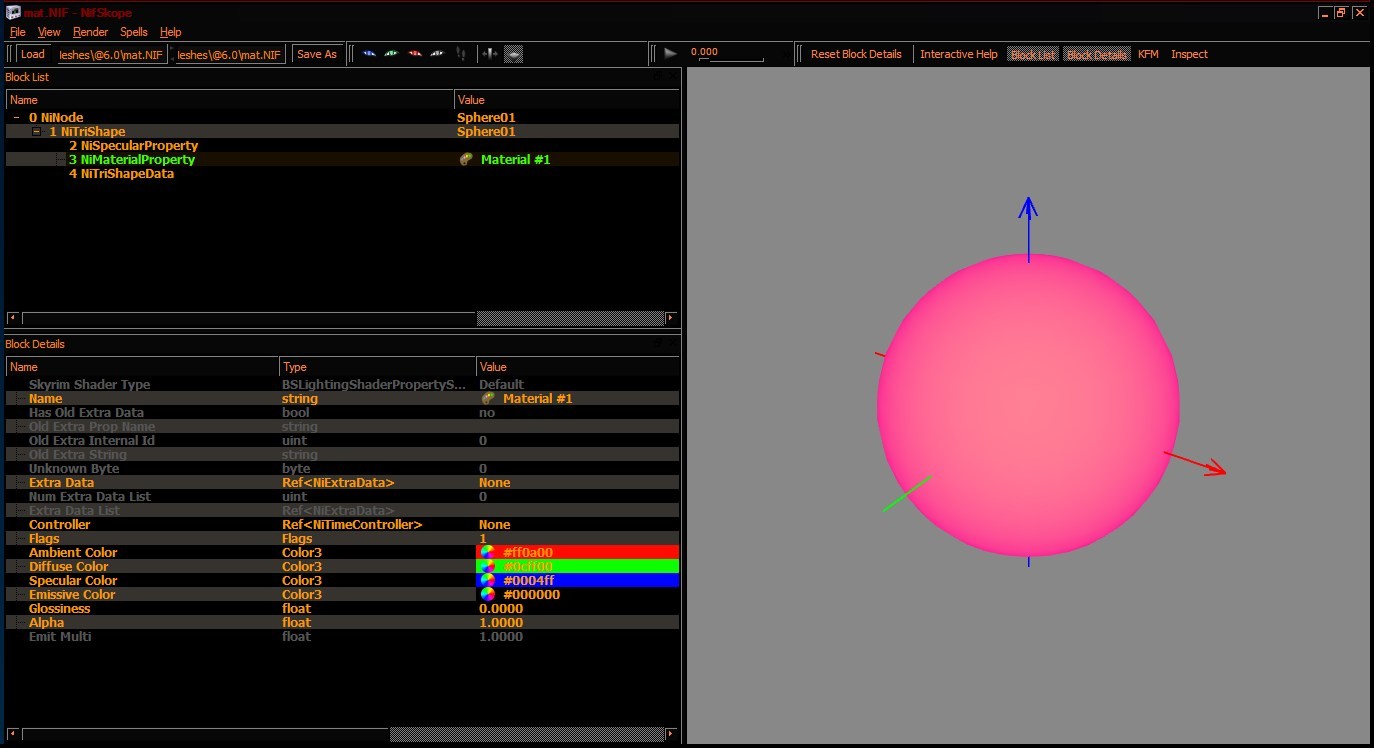 mat.NIF - NifSkope
File View Render Spells Help
Load leshes\@6.0\mat.NIF leshes\@6.0\mat.NIF Save As 0.000 Reset Block Details Interactive Help Block List Block Details KFM Inspect
Block List
Name Value
0 NiNode Sphere01
1 NiTriShape Sphere01
2 NiSpecularProperty
3 NiMaterialProperty Material #1
4 NiTriShapeData
Block Details
Name Type Value
Skyrim Shader Type BSLightingShaderPropertyS... Default
Name string Material #1
Has Old Extra Data bool no
Old Extra Prop Name string
Old Extra Internal Id uint 0
Old Extra String string
Unknown Byte byte 0
Extra Data Ref<NiExtraData> None
Num Extra Data List uint 0
Extra Data List Ref<NiExtraData>
Controller Ref<NiTimeController> None
Flags Flags 1
Ambient Color Color3 #ff0a00
Diffuse Color Color3 #0cff00
Specular Color Color3 #0004ff
Emissive Color Color3 #000000
Glossiness float 0.0000
Alpha float 1.0000
Emit Multi float 1.0000